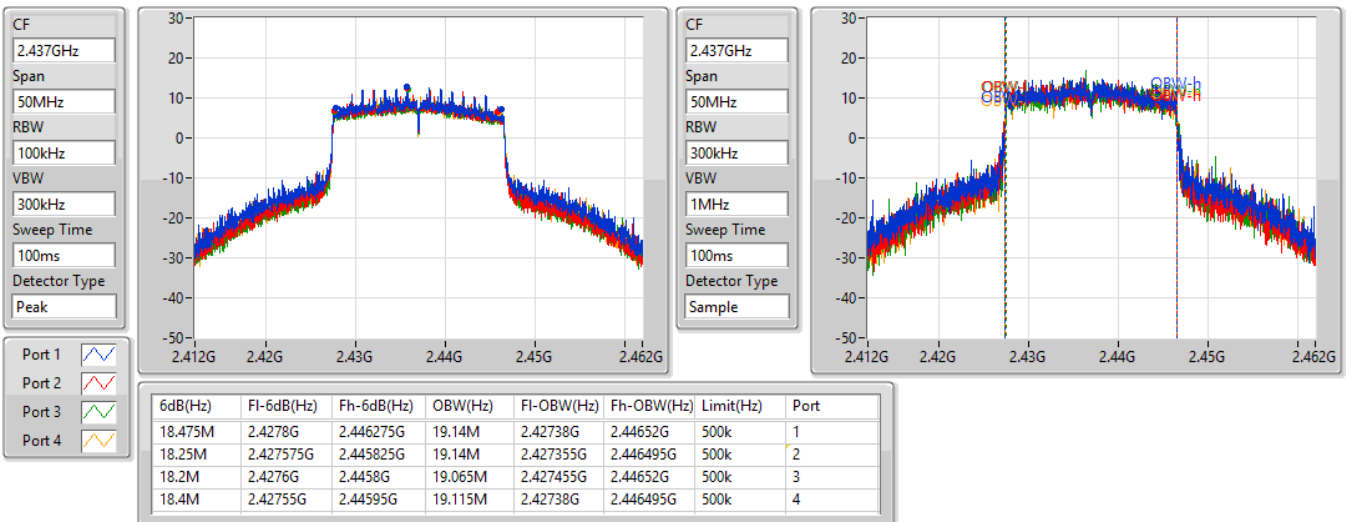 CF
2.437GHz
Span
50MHz
RBW
100kHz
VBW
300kHz
Sweep Time
100ms
Detector Type
Peak
30
20
10
0
-10
-20
-30
-40
-50
2.412G 2.42G 2.43G 2.44G 2.45G 2.462G
CF
2.437GHz
Span
50MHz
RBW
300kHz
VBW
1MHz
Sweep Time
100ms
Detector Type
Sample
30
20
10
0
-10
-20
-30
-40
-50
OBW-h
OBW-h
2.412G 2.42G 2.43G 2.44G 2.45G 2.462G
Port 1
Port 2
Port 3
Port 4
6dB(Hz) Fl-6dB(Hz) Fh-6dB(Hz) OBW(Hz) Fl-OBW(Hz) Fh-OBW(Hz) Limit(Hz) Port
18.475M 2.4278G 2.446275G 19.14M 2.42738G 2.44652G 500k 1
18.25M 2.427575G 2.445825G 19.14M 2.427355G 2.446495G 500k 2
18.2M 2.4276G 2.4458G 19.065M 2.427455G 2.44652G 500k 3
18.4M 2.42755G 2.44595G 19.115M 2.42738G 2.446495G 500k 4